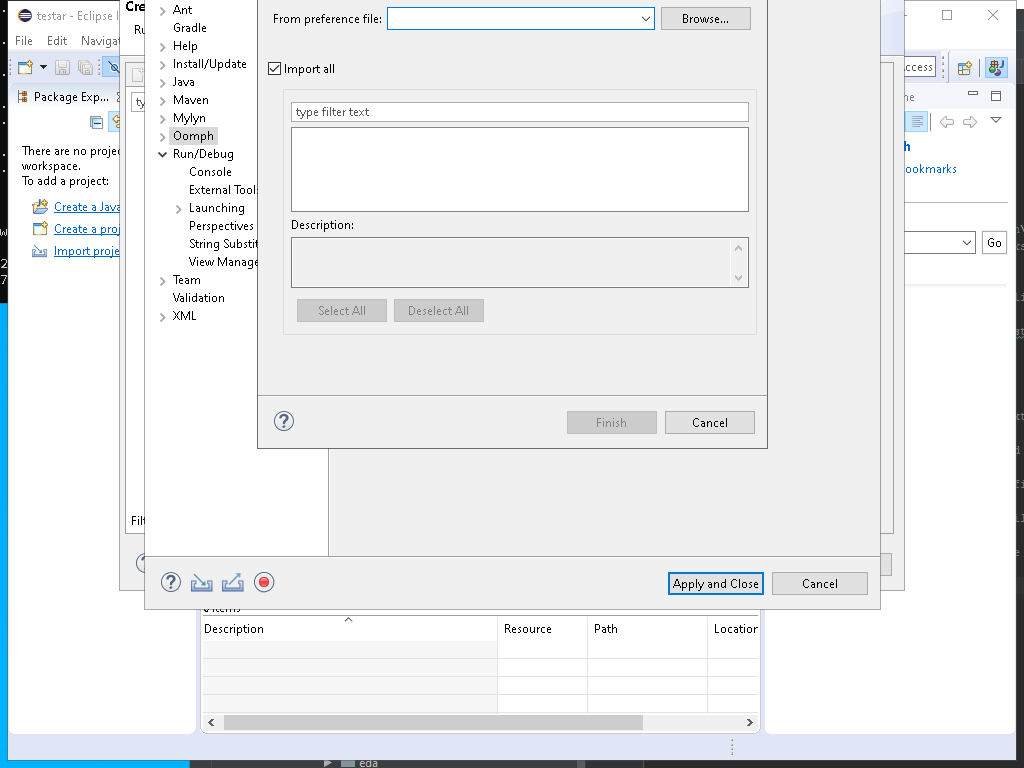 testar - Eclipse I
Cre
File Edit Navigat
Ru
Ant
Gradle
Help
Install/Update
Java
Maven
Mylyn
Oomph
Run/Debug
Console
External Tool
Launching
Perspectives
String Substit
View Manage
Team
Validation
XML
From preference file:
Browse...
Import all
type filter text
Description:
Select All
Deselect All
Finish
Cancel
ccess
Package Exp...
ty
There are no proje
workspace.
To add a project:
Create a Java
Create a proj
Import proje
ne
h
ookmarks
Go
Filt
Apply and Close
Cancel
Description
Resource
Path
Location
eda